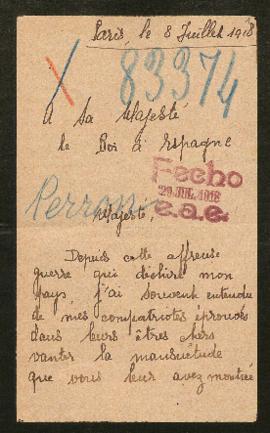 Paris, le 8 Juillet 1918
83374
A Sa Majesté
le Roi d'Espagne
Fecho
20 JUL. 1918
e.a.e.
Perron
Majesté,
Depuis cette affreuse
guerre qui déchire mon
pays j'ai souvent entendu
de mes compatriotes éprouvés
dans leurs êtres chers
vanter la mansuétude
que vous leur avez montrée